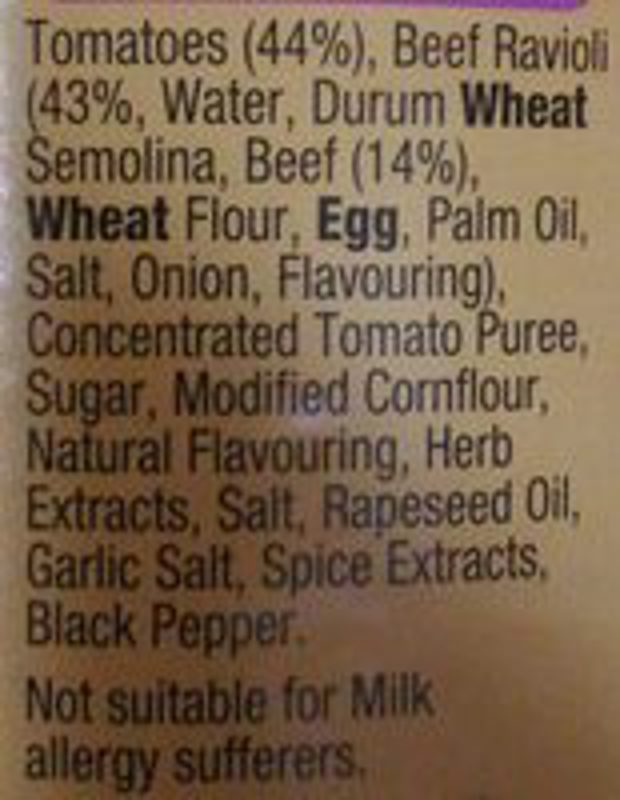 Tomatoes (44%), Beef Ravioli
(43%, Water, Durum Wheat
Semolina, Beef (14%),
Wheat Flour, Egg, Palm Oil,
Salt, Onion, Flavouring),
Concentrated Tomato Puree,
Sugar, Modified Cornflour,
Natural Flavouring, Herb
Extracts, Salt, Rapeseed Oil,
Garlic Salt, Spice Extracts,
Black Pepper.
Not suitable for Milk
allergy sufferers.